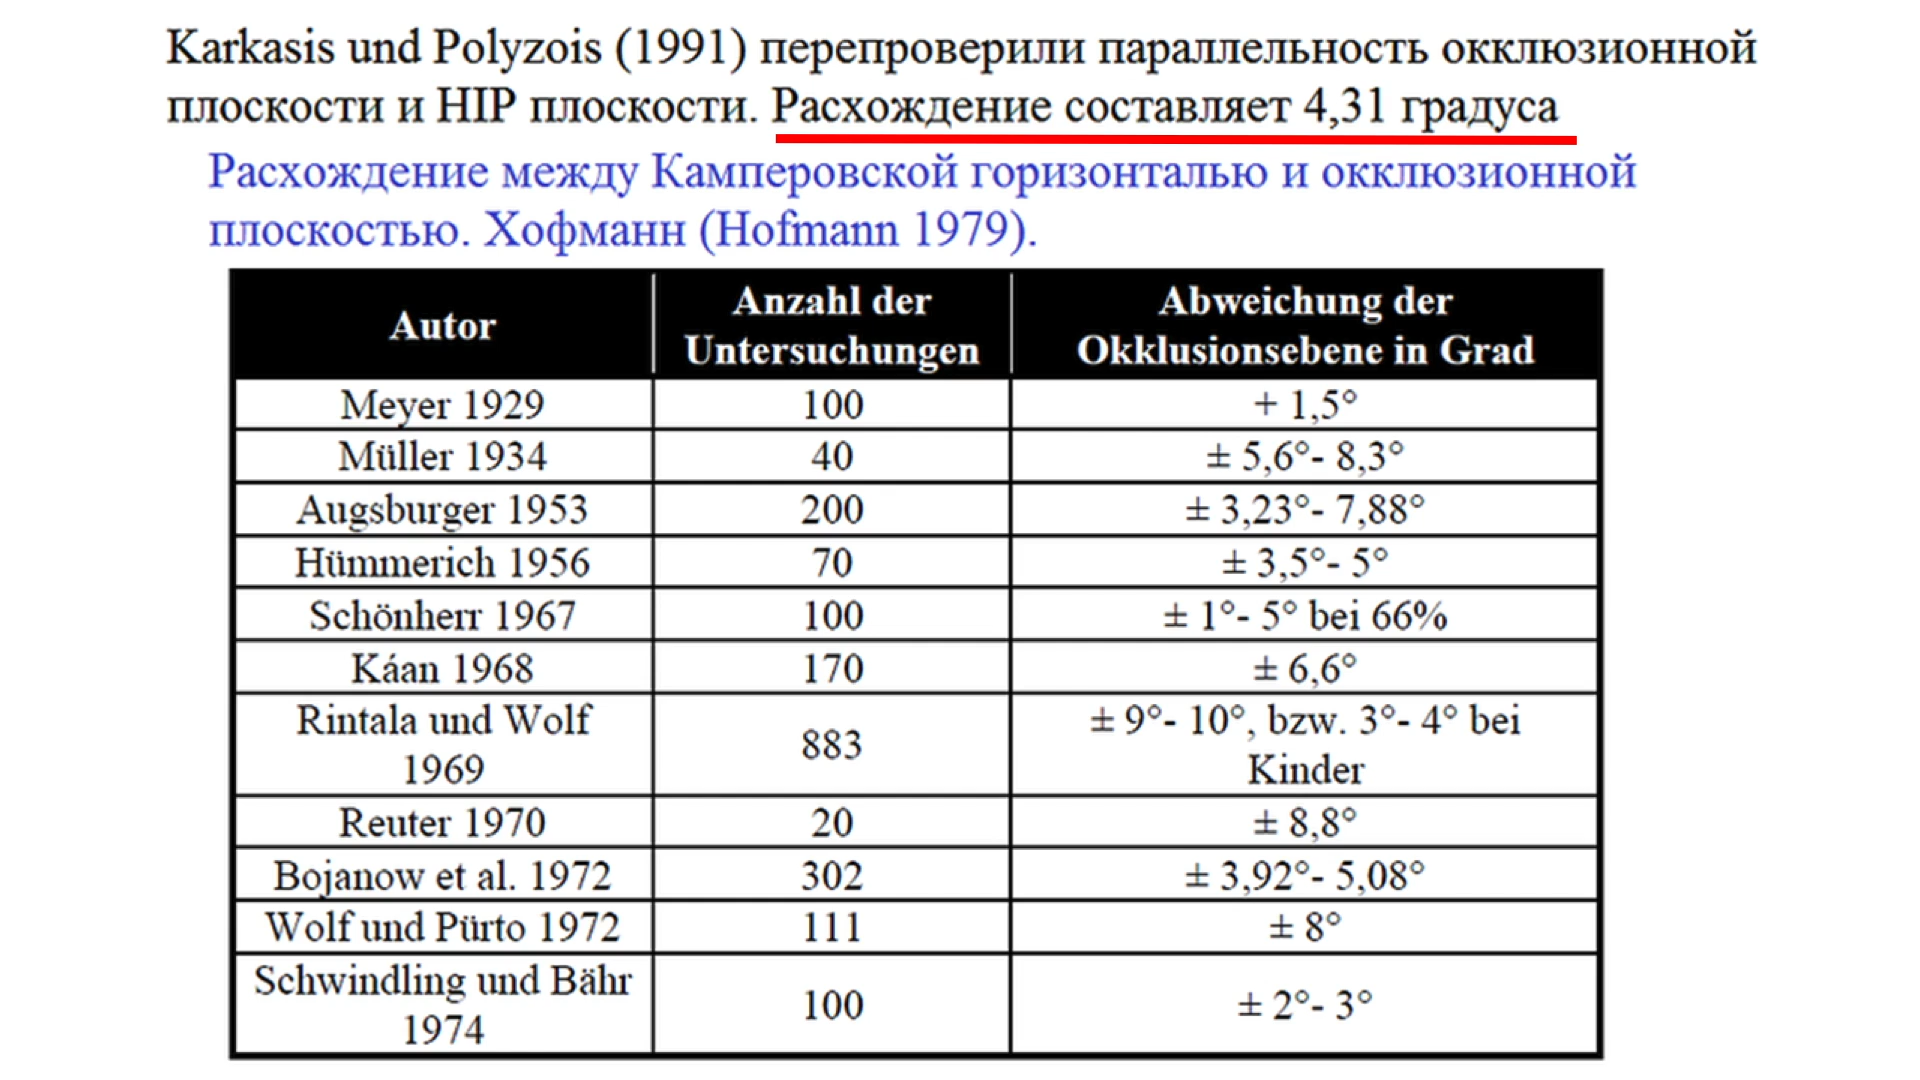 Karkasis und Polyzois (1991) перепроверили параллельность окклюзионной
плоскости и HIP плоскости. Расхождение составляет 4,31 градуса
Расхождение между Камперовской горизонталью и окклюзионной
плоскостью. Хофманн (Hofmann 1979).
Autor
Anzahl der
Untersuchungen
Abweichung der
Okklusionsebene in Grad
Meyer 1929 100 + 1,5°
Müller 1934 40 ± 5,6°- 8,3°
Augsburger 1953 200 ± 3,23°- 7,88°
Hümmerich 1956 70 ± 3,5°- 5°
Schönherr 1967 100 ± 1°- 5° bei 66%
Káan 1968 170 ± 6,6°
Rintala und Wolf
1969
883
± 9°- 10°, bzw. 3°- 4° bei
Kinder
Reuter 1970 20 ± 8,8°
Bojanow et al. 1972 302 ± 3,92°- 5,08°
Wolf und Pürto 1972 111 ± 8°
Schwindling und Bähr
1974
100
± 2°- 3°